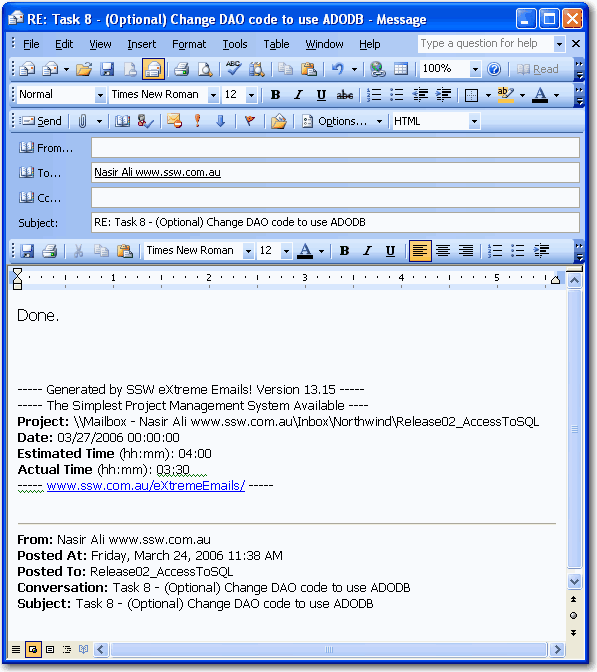 RE: Task 8 - (Optional) Change DAO code to use ADODB - Message
File Edit View Insert Format Tools Table Window Help Type a question for help
100% Read
Normal Times New Roman 12 B I U abc A
Send Options... HTML
From...
To... Nasir Ali www.ssw.com.au
Cc...
Subject: RE: Task 8 - (Optional) Change DAO code to use ADODB
Times New Roman 12 A B I U
1 2 3 4 5
Done.
----- Generated by SSW eXtreme Emails! Version 13.15 -----
----- The Simplest Project Management System Available ----
Project: \\Mailbox - Nasir Ali www.ssw.com.au\Inbox\Northwind\Release02_AccessToSQL
Date: 03/27/2006 00:00:00
Estimated Time (hh:mm): 04:00
Actual Time (hh:mm): 03:30
----- www.ssw.com.au/eXtremeEmails/ -----
From: Nasir Ali www.ssw.com.au
Posted At: Friday, March 24, 2006 11:38 AM
Posted To: Release02_AccessToSQL
Conversation: Task 8 - (Optional) Change DAO code to use ADODB
Subject: Task 8 - (Optional) Change DAO code to use ADODB